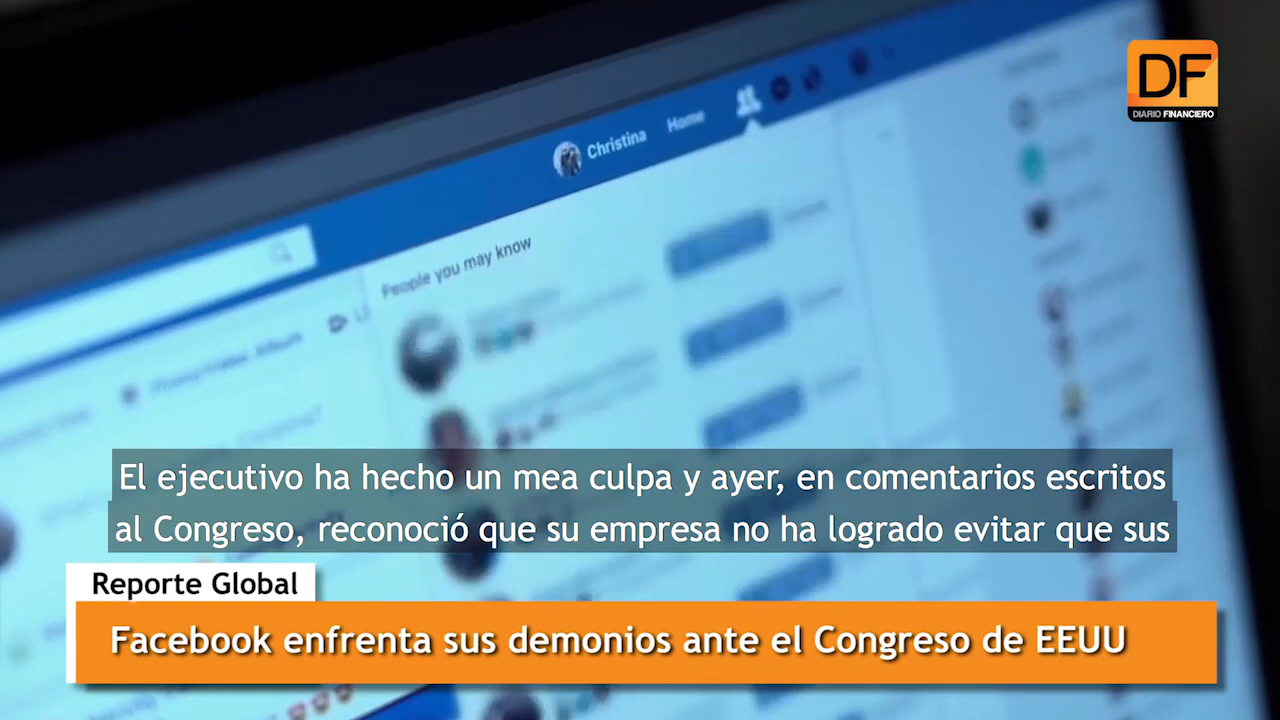 DF
DIARIO FINANCIERO
Christina
Home
People you may know
El ejecutivo ha hecho un mea culpa y ayer, en comentarios escritos
al Congreso, reconoció que su empresa no ha logrado evitar que sus
Reporte Global
Facebook enfrenta sus demonios ante el Congreso de EEUU